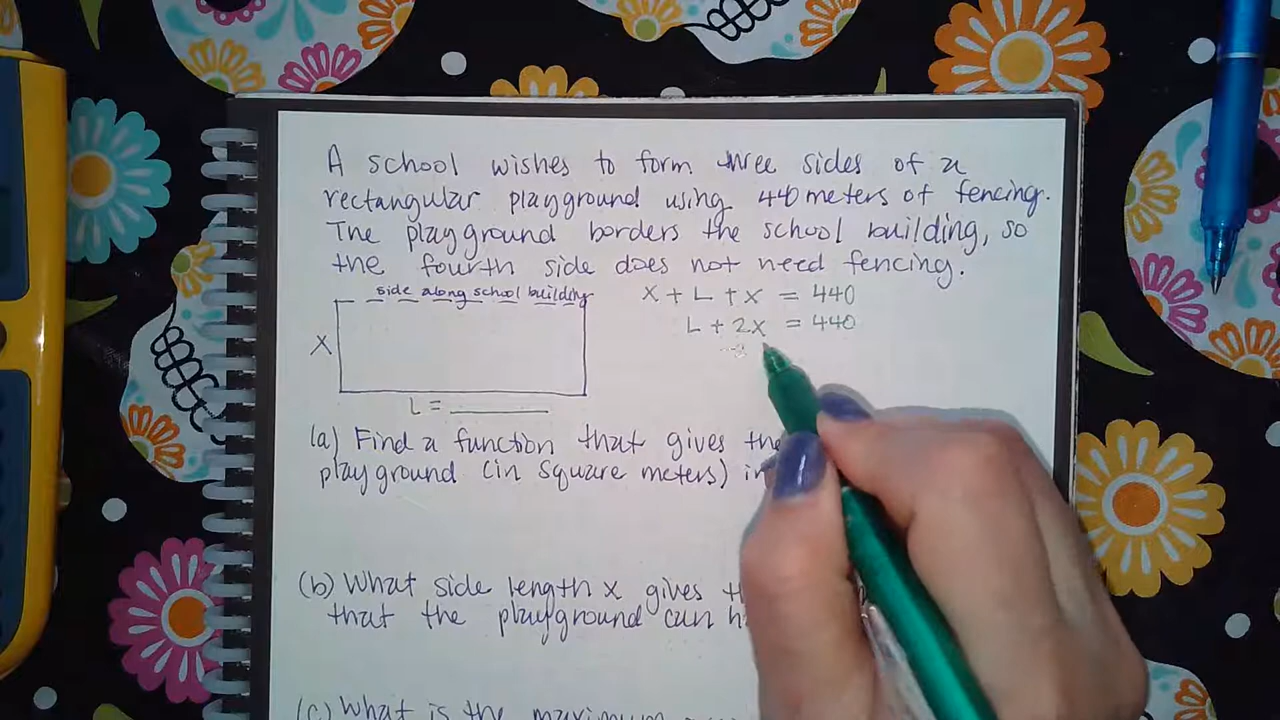 A school wishes to form three sides of a
rectangular playground using 440 meters of fencing.
The playground borders the school building, so
the fourth side does not need fencing.
side along school building
X + L + X = 440
L + 2X = 440
X
L =
(a) Find a function that gives the
playground (in square meters) in
(b) What side length x gives
that the playground can
(c) What is the maximum